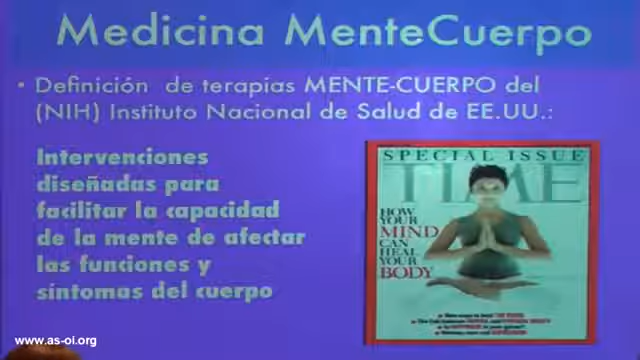 Medicina MenteCuerpo
• Definición de terapias MENTE-CUERPO del
(NIH) Instituto Nacional de Salud de EE.UU.:
Intervenciones
diseñadas para
facilitar la capacidad
de la mente de afectar
las funciones y
síntomas del cuerpo
SPECIAL ISSUE
TIME
HOW
YOUR
MIND
CAN
HEAL
YOUR
BODY
www.as-oi.org